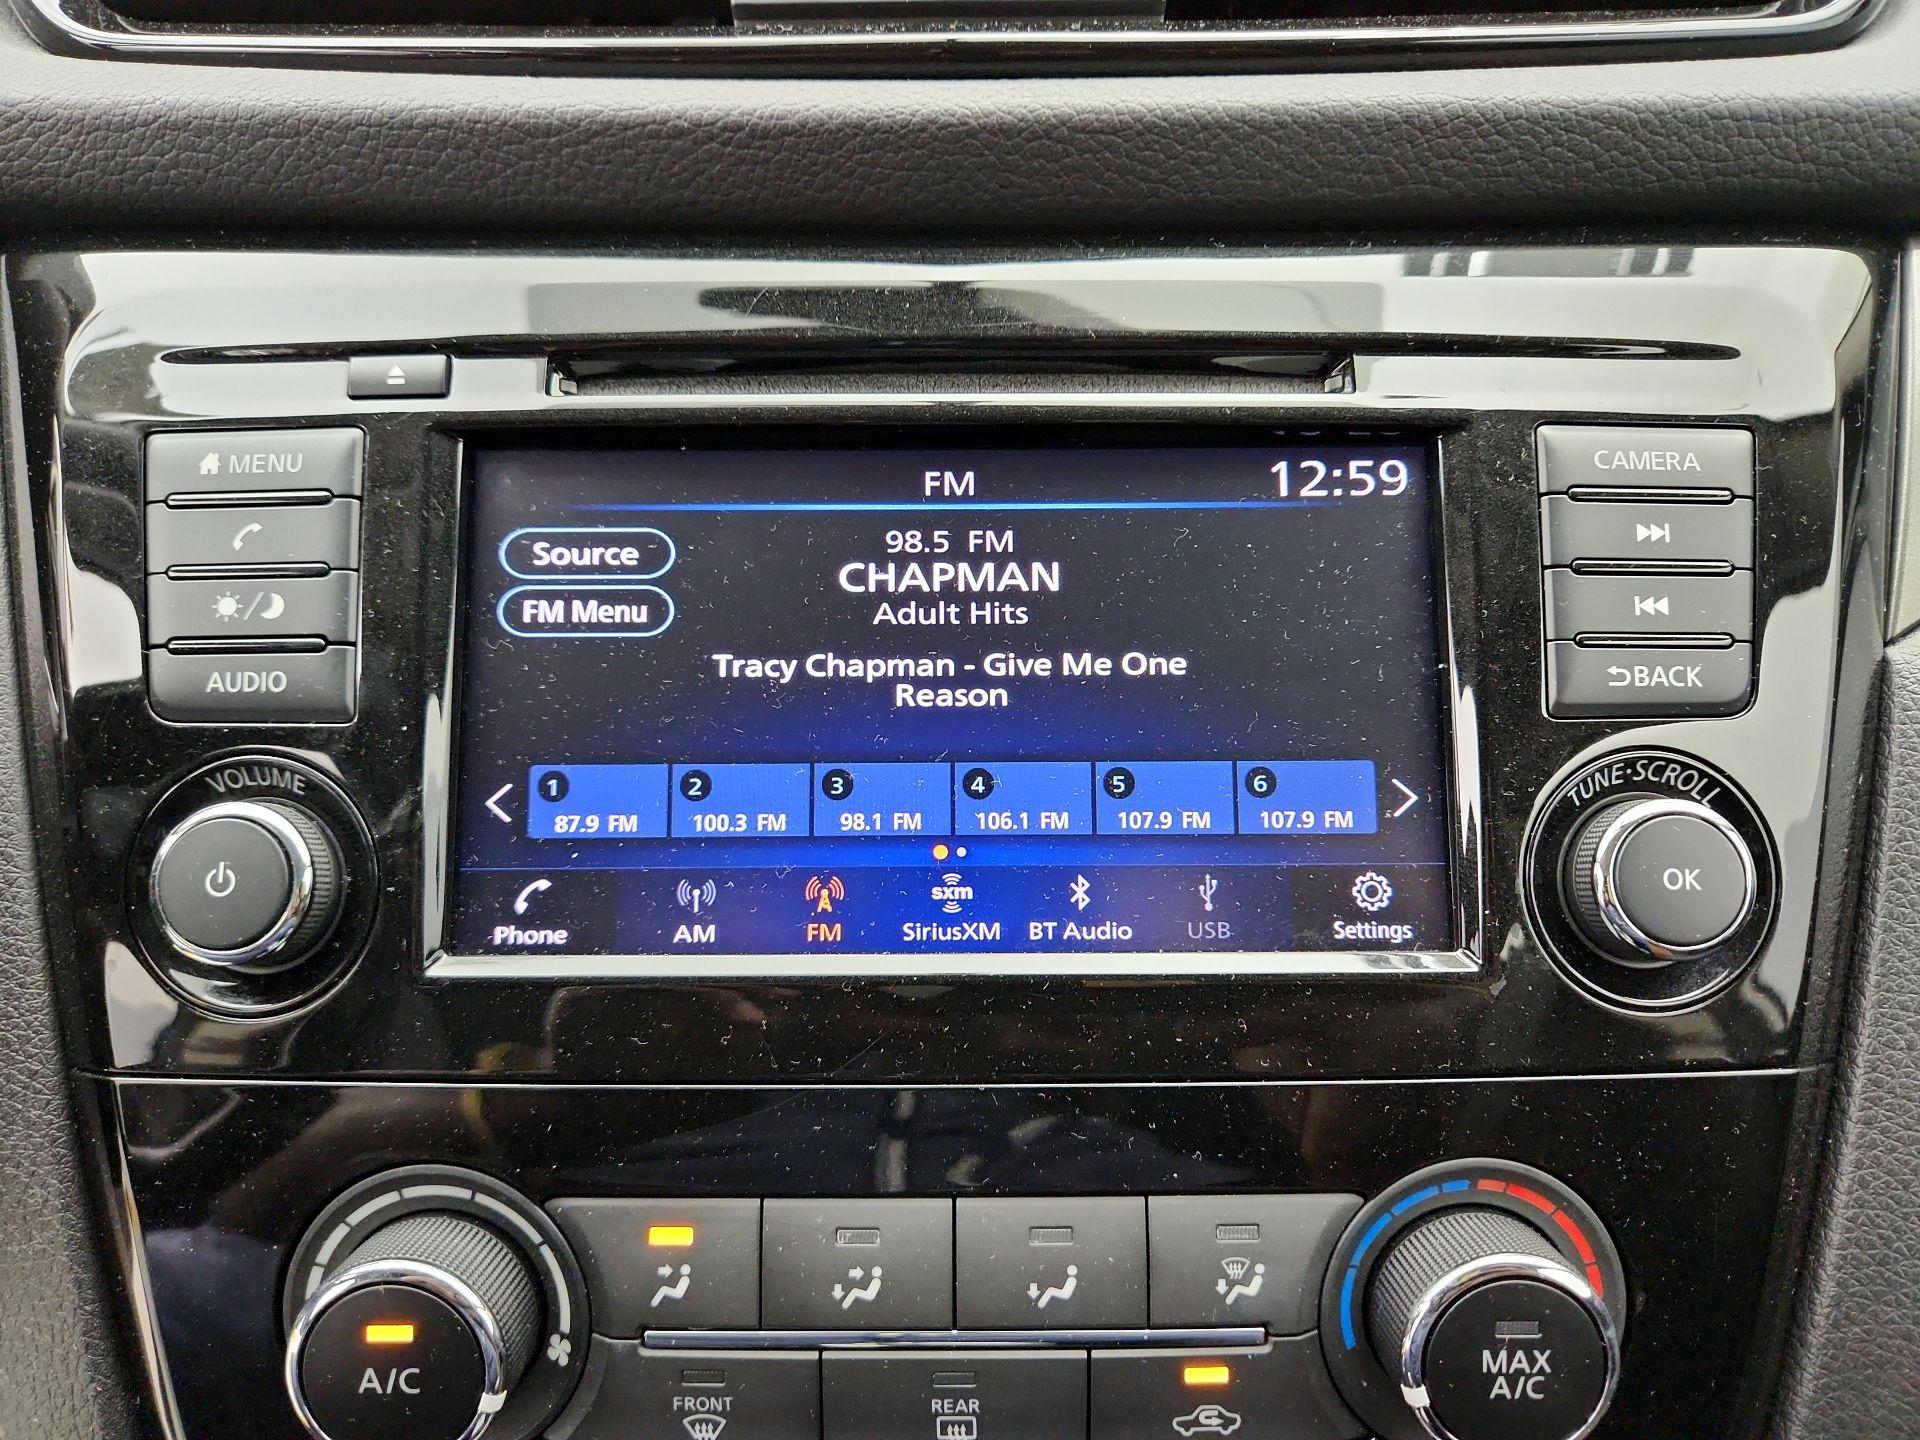 MENU
CAMERA
FM
12:59
Source
98.5 FM
CHAPMAN
FM Menu
Adult Hits
AUDIO
BACK
Tracy Chapman - Give Me One
Reason
VOLUME
TUNE·SCROLL
1
2
3
4
5
6
87.9 FM
100.3 FM
98.1 FM
106.1 FM
107.9 FM
107.9 FM
OK
sxm
Phone
AM
FM
SiriusXM
BT Audio
USB
Settings
A/C
MAX
A/C
FRONT
REAR